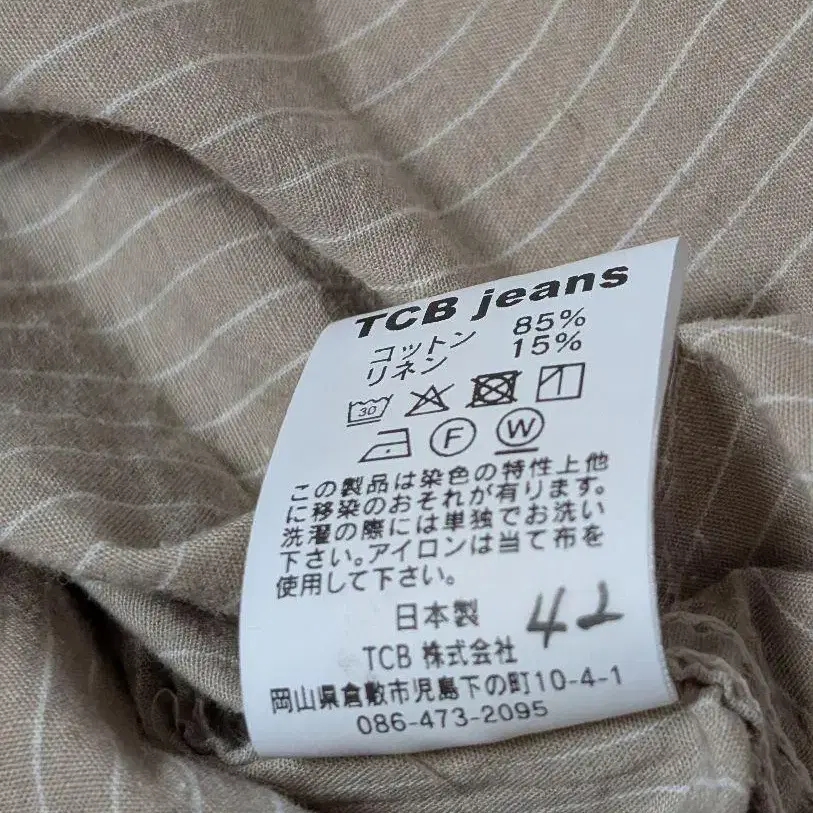 TCB jeans
コットン 85%
リネン 15%
30
F W
この製品は染色の特性上他
に移染のおそれが有ります。
洗濯の際には単独でお洗い
下さい。アイロンは当て布を
使用して下さい。
日本製 42
TCB 株式会社
岡山県倉敷市児島下の町10-4-1
086-473-2095